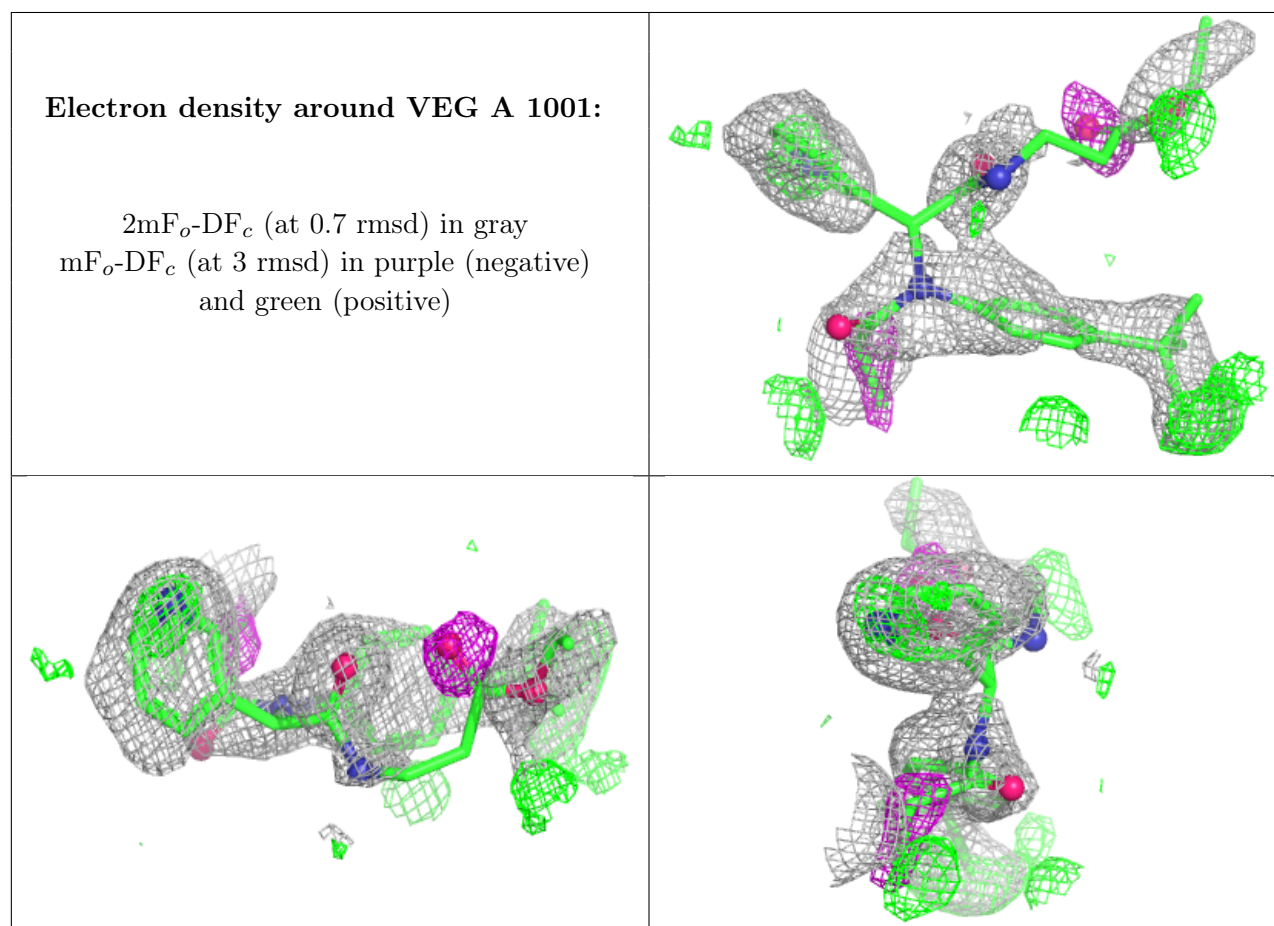 Electron density around VEG A 1001:
2mFₒ-DF𝒸 (at 0.7 rmsd) in gray
mFₒ-DF𝒸 (at 3 rmsd) in purple (negative)
and green (positive)